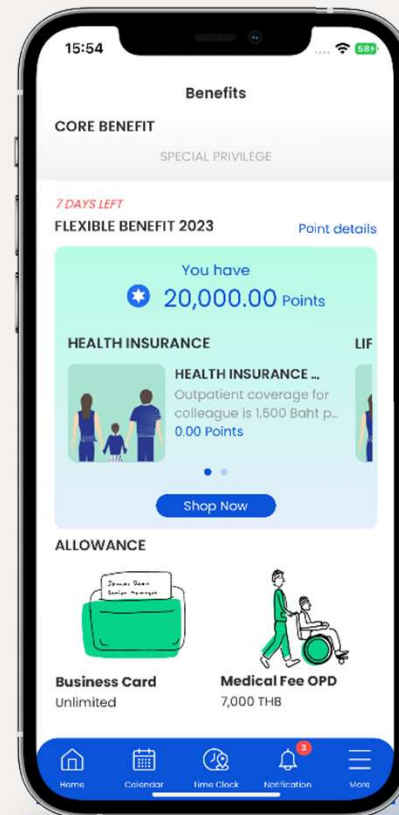 15:54
58
Benefits
CORE BENEFIT
SPECIAL PRIVILEGE
7 DAYS LEFT
FLEXIBLE BENEFIT 2023
Point details
You have
20,000.00 Points
HEALTH INSURANCE
LIF
HEALTH INSURANCE ...
Outpatient coverage for
colleague is 1,500 Baht p...
0.00 Points
Shop Now
ALLOWANCE
Business Card
Unlimited
Medical Fee OPD
7,000 THB
3
Home
Calendar
Time Clock
Notification
More